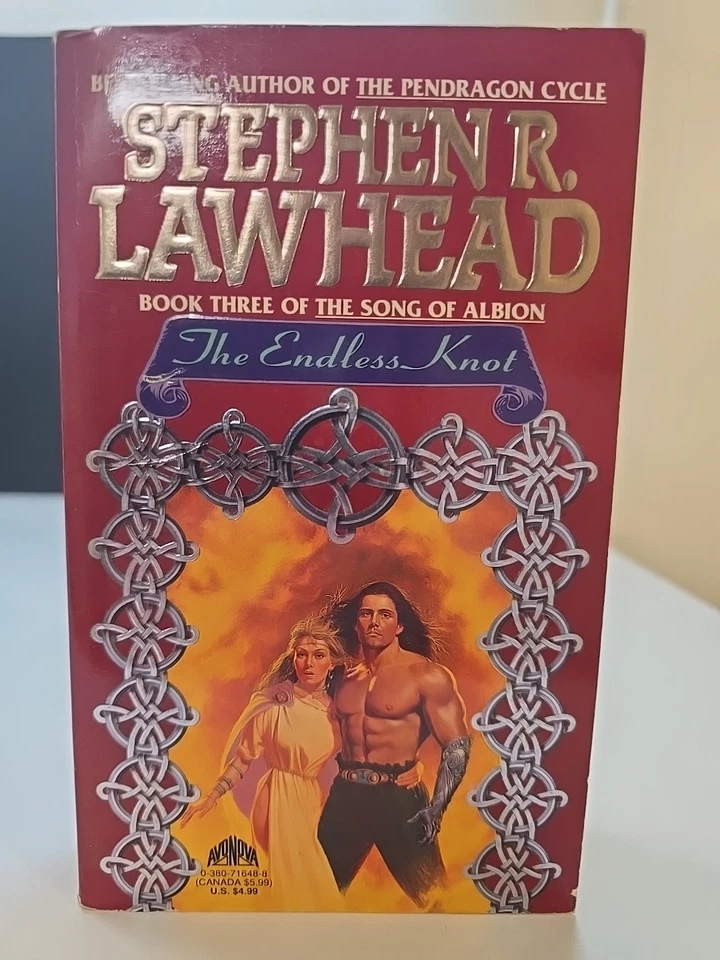 AUTHOR OF THE PENDRAGON CYCLE
STEPHEN R.
LAWHEAD
BOOK THREE OF THE SONG OF ALBION
The Endless Knot
AVONOVA
0-380-71648-8
(CANADA $5.99)
U.S. $4.99